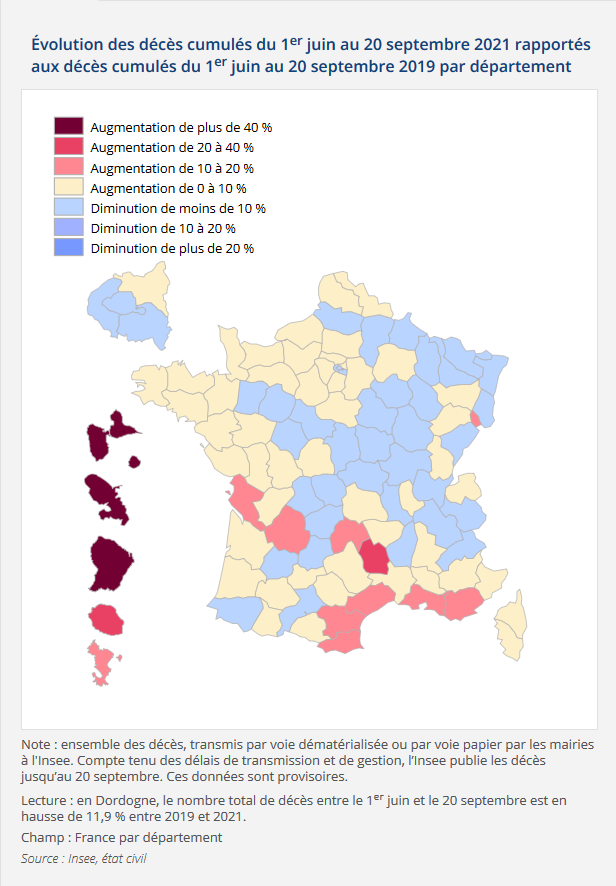 Évolution des décès cumulés du 1er juin au 20 septembre 2021 rapportés
aux décès cumulés du 1er juin au 20 septembre 2019 par département
Augmentation de plus de 40 %
Augmentation de 20 à 40 %
Augmentation de 10 à 20 %
Augmentation de 0 à 10 %
Diminution de moins de 10 %
Diminution de 10 à 20 %
Diminution de plus de 20 %
Note : ensemble des décès, transmis par voie dématérialisée ou par voie papier par les mairies
à l'Insee. Compte tenu des délais de transmission et de gestion, l’Insee publie les décès
jusqu’au 20 septembre. Ces données sont provisoires.
Lecture : en Dordogne, le nombre total de décès entre le 1er juin et le 20 septembre est en
hausse de 11,9 % entre 2019 et 2021.
Champ : France par département
Source : Insee, état civil